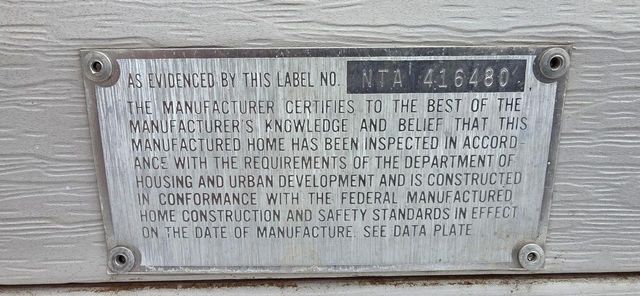 AS EVIDENCED BY THIS LABEL NO. NTA 416480
THE MANUFACTURER CERTIFIES TO THE BEST OF THE
MANUFACTURER'S KNOWLEDGE AND BELIEF THAT THIS
MANUFACTURED HOME HAS BEEN INSPECTED IN ACCORD-
ANCE WITH THE REQUIREMENTS OF THE DEPARTMENT OF
HOUSING AND URBAN DEVELOPMENT AND IS CONSTRUCTED
IN CONFORMANCE WITH THE FEDERAL MANUFACTURED
HOME CONSTRUCTION AND SAFETY STANDARDS IN EFFECT
ON THE DATE OF MANUFACTURE. SEE DATA PLATE